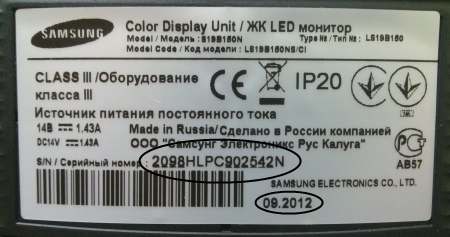 SAMSUNG
Color Display Unit / ЖК LED монитор
Model / Модель : S19B150N Type № / Тип № : LS19B150
Model Code / Код модели : LS19B150NS/CI
CLASS III /Оборудование
класса III
CE IP20
Источник питания постоянного тока
14В 1.43A Made in Russia/Сделано в России компанией
DC14V 1.43A ООО "Самсунг Электроникс Рус Калуга"
S/N / Серийный номер : 2098HLPC902542N
АБ57
SAMSUNG ELECTRONICS CO., LTD.
09.2012